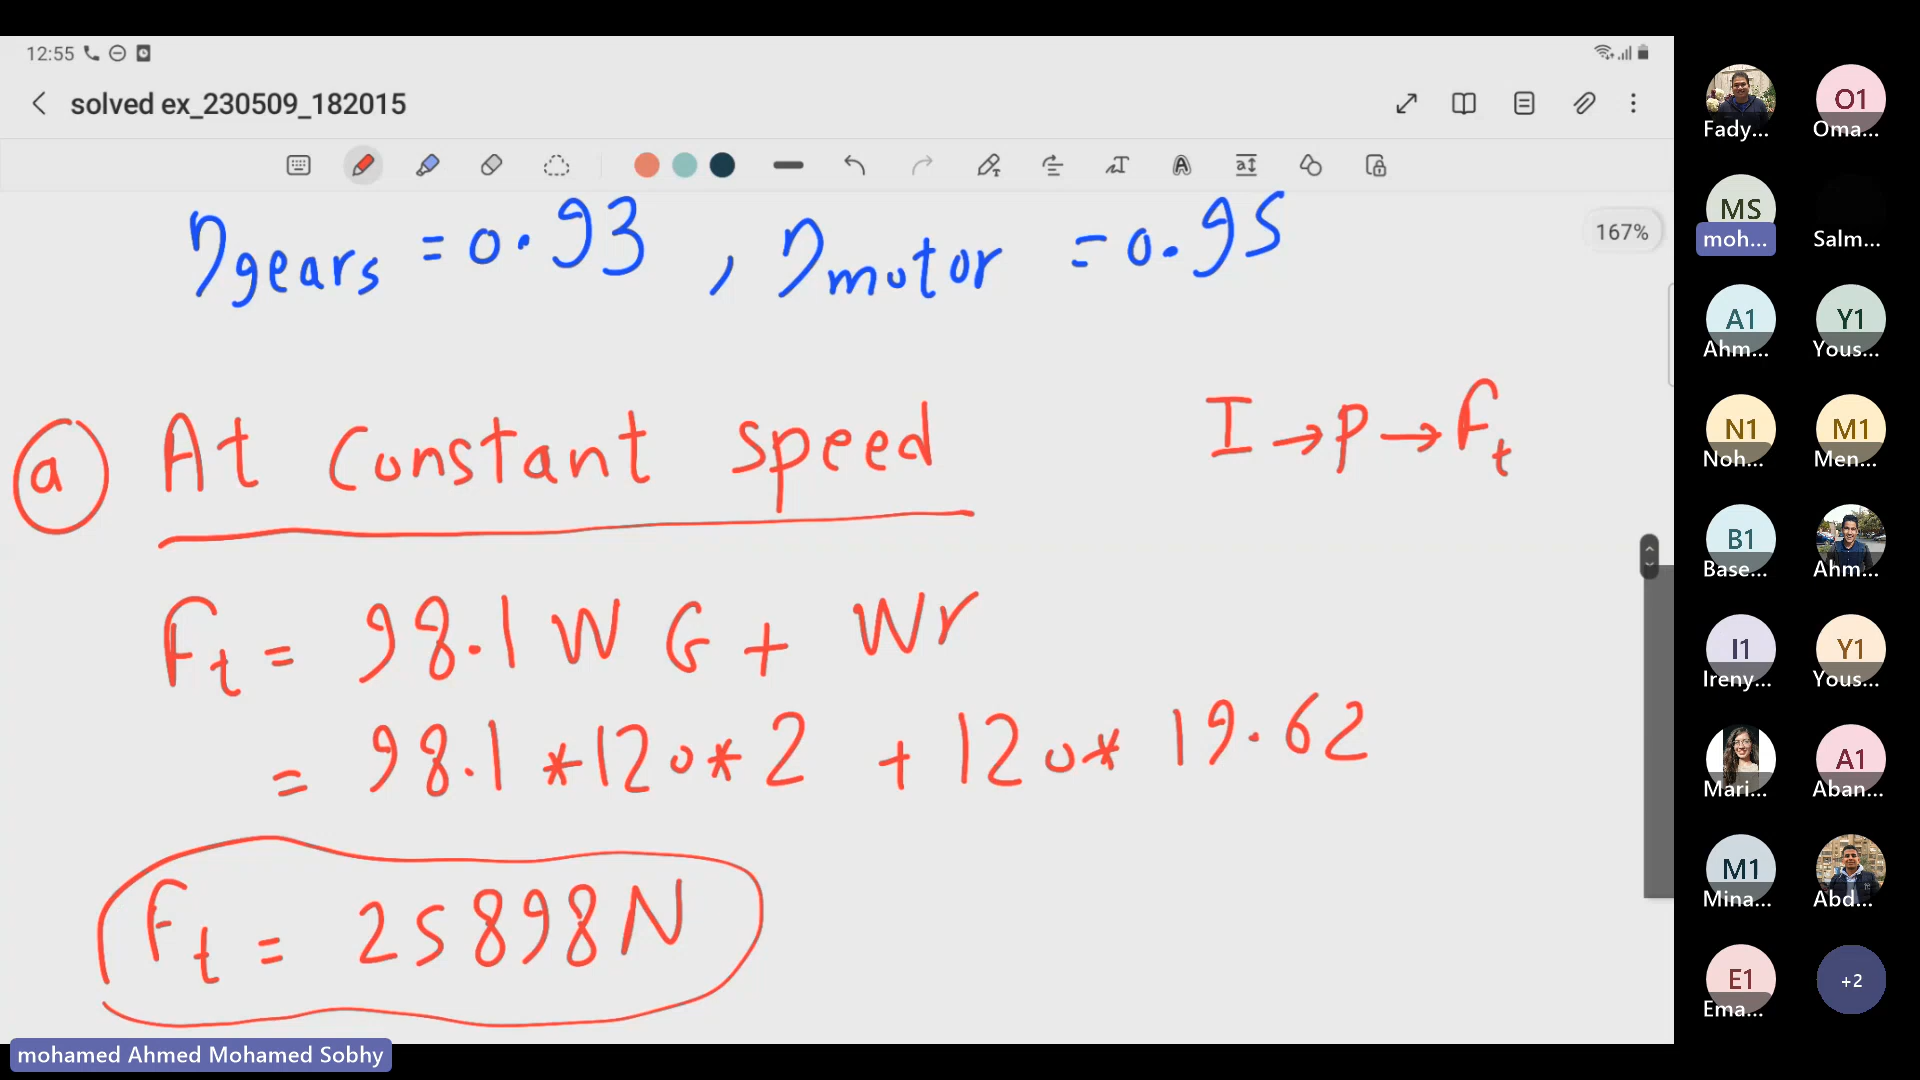 12:55
solved ex_230509_182015
167%
ηgears = 0.93 , ηmotor = 0.95
a At Constant speed
I → P → Ft
Ft = 98.1 W G + Wr
= 98.1 * 120 * 2 + 120 * 19.62
Ft = 25898 N
mohamed Ahmed Mohamed Sobhy
Fady...
O1
Oma...
MS
moh...
Salm...
A1
Ahm...
Y1
Yous...
N1
Noh...
M1
Men...
B1
Base...
Ahm...
I1
Ireny...
Y1
Yous...
Mari...
A1
Aban...
M1
Mina...
Abd...
E1
Ema...
+2